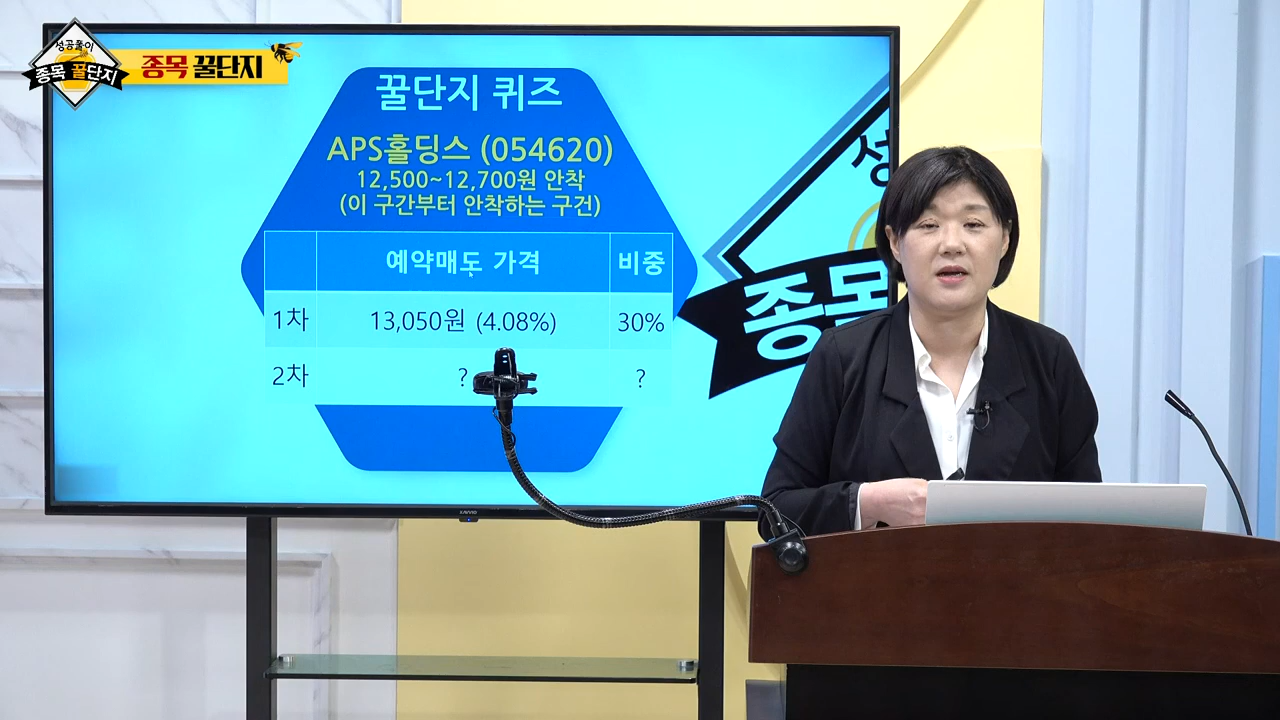 성공풀이
종목 꿀단지
종목 꿀단지
꿀단지 퀴즈
APS홀딩스 (054620)
12,500~12,700원 안착
(이 구간부터 안착하는 구건)
예약매도 가격 비중
1차 13,050원 (4.08%) 30%
2차 ? ?
성
종목